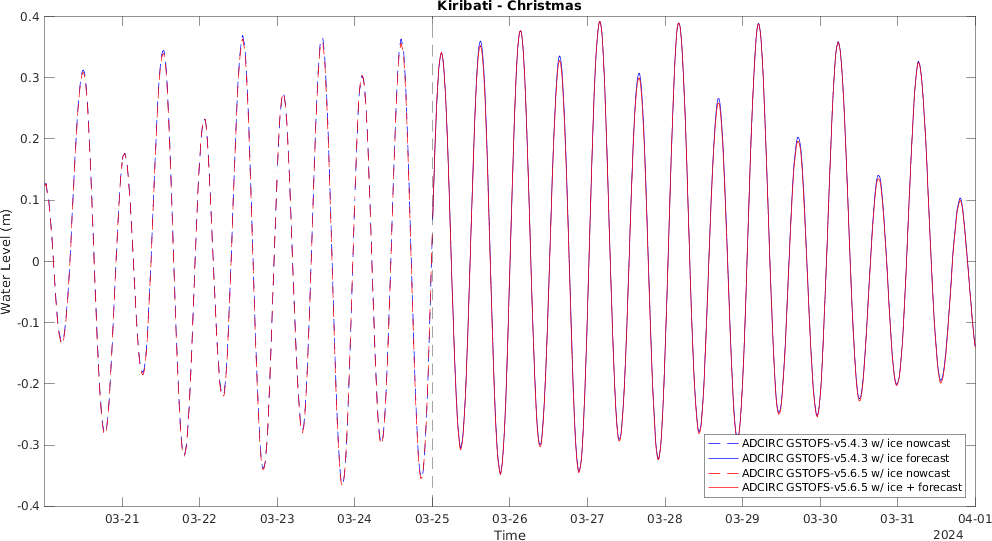 Kiribati - Christmas
0.4
0.3
0.2
0.1
0
-0.1
-0.2
-0.3
-0.4
Water Level (m)
ADCIRC GSTOFS-v5.4.3 w/ ice nowcast
ADCIRC GSTOFS-v5.4.3 w/ ice forecast
ADCIRC GSTOFS-v5.6.5 w/ ice nowcast
ADCIRC GSTOFS-v5.6.5 w/ ice + forecast
03-21 03-22 03-23 03-24 03-25 03-26 03-27 03-28 03-29 03-30 03-31 04-01
Time 2024